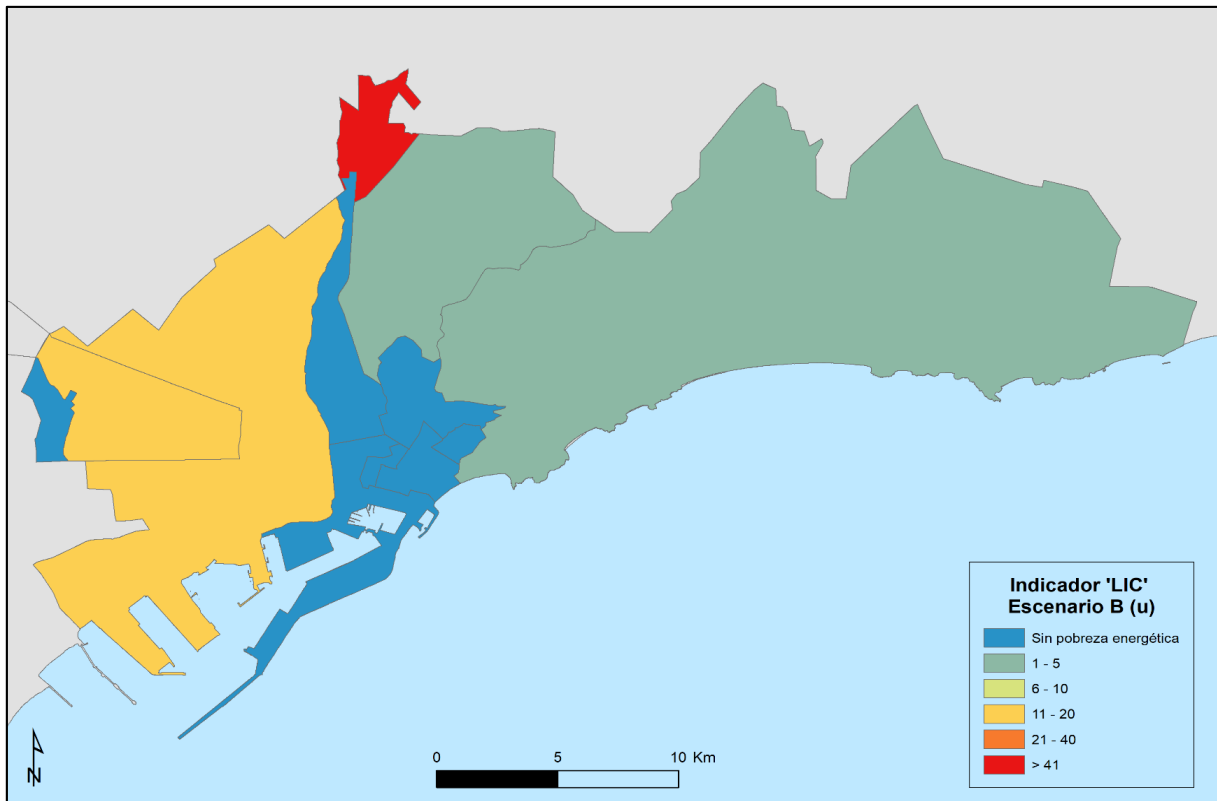 Indicador 'LIC'
Escenario B (u)
Sin pobreza energética
1 - 5
6 - 10
11 - 20
21 - 40
> 41
N
0 5 10 Km